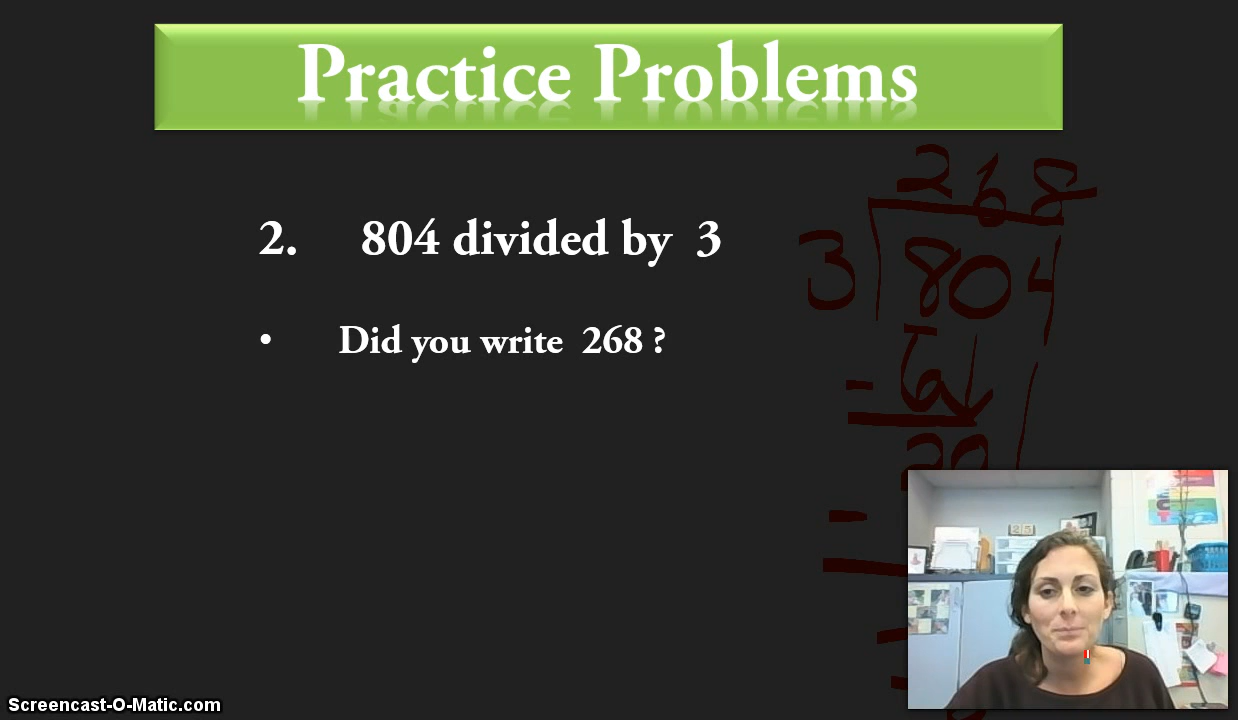 Practice Problems
2. 804 divided by 3
• Did you write 268 ?
268
3 804
- 6
20
-
Screencast-O-Matic.com